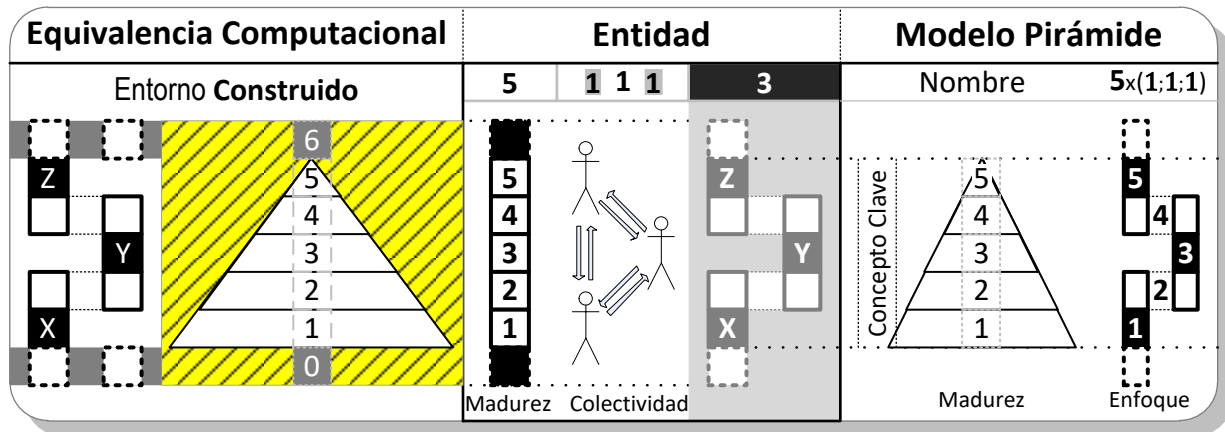 Equivalencia Computacional
Entorno Construido
6
5
4
3
2
1
0
Z
Y
X
Entidad
5
1 1 1
3
5
4
3
2
1
Z
Y
X
Madurez Colectividad
Modelo Pirámide
Nombre 5x(1;1;1)
Concepto Clave
5
4
3
2
1
5
4
3
2
1
Madurez Enfoque